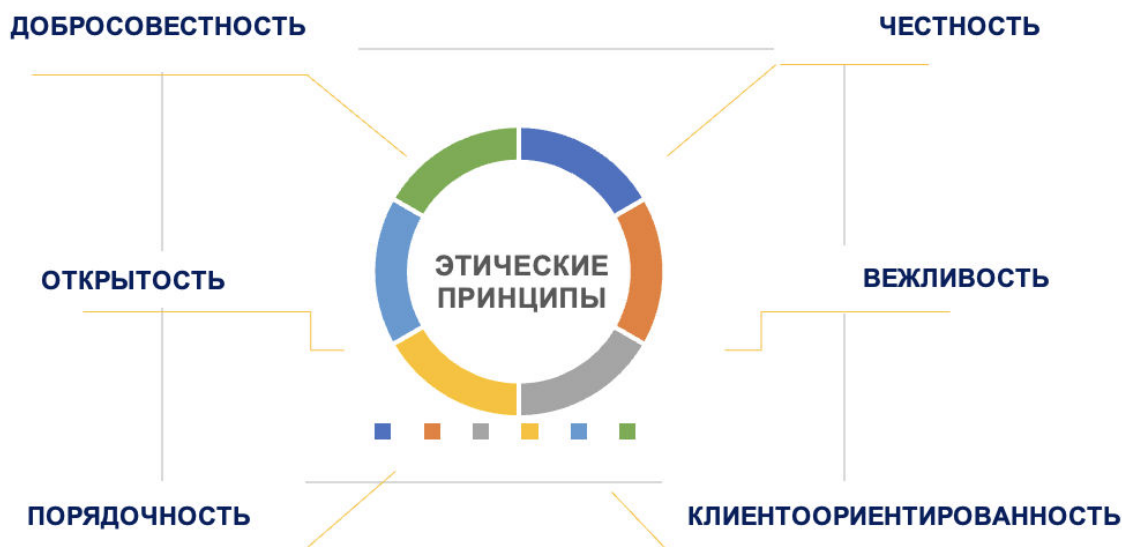 ДОБРОСОВЕСТНОСТЬ
ЧЕСТНОСТЬ
ЭТИЧЕСКИЕ
ПРИНЦИПЫ
ОТКРЫТОСТЬ
ВЕЖЛИВОСТЬ
ПОРЯДОЧНОСТЬ
КЛИЕНТООРИЕНТИРОВАННОСТЬ